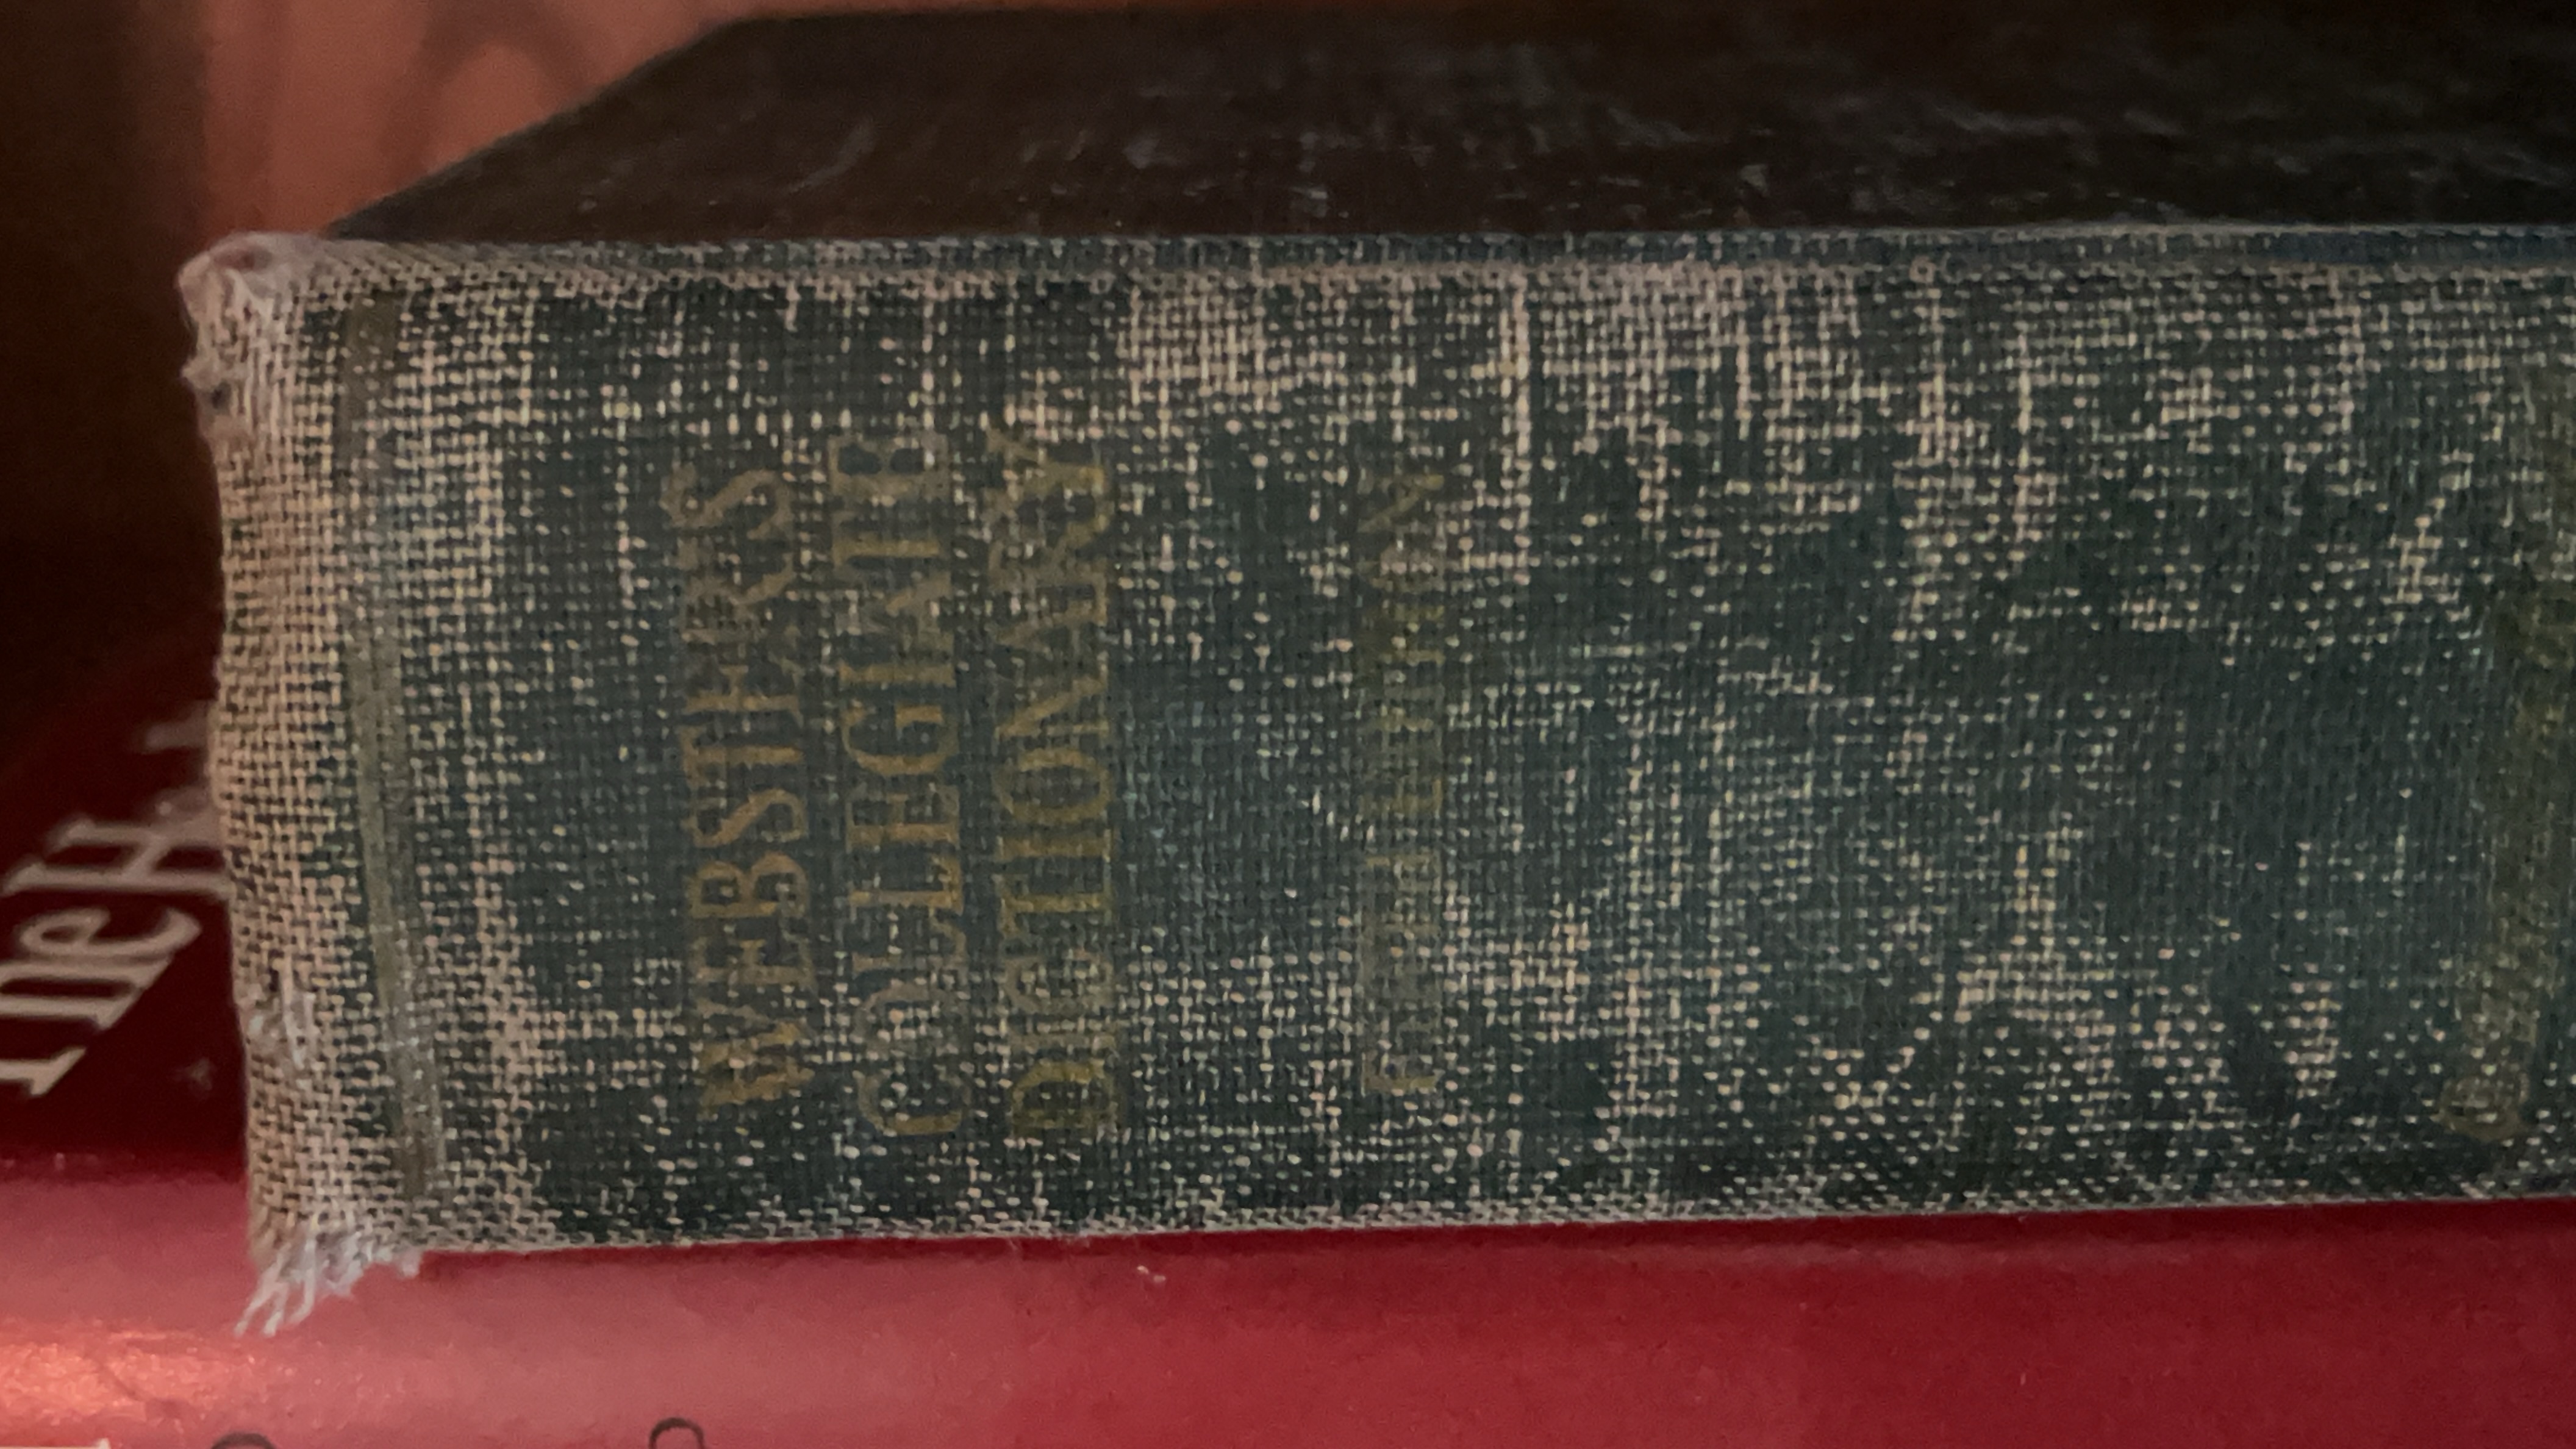 WEBSTER'S
COLLEGIATE
DICTIONARY
FIFTH EDITION